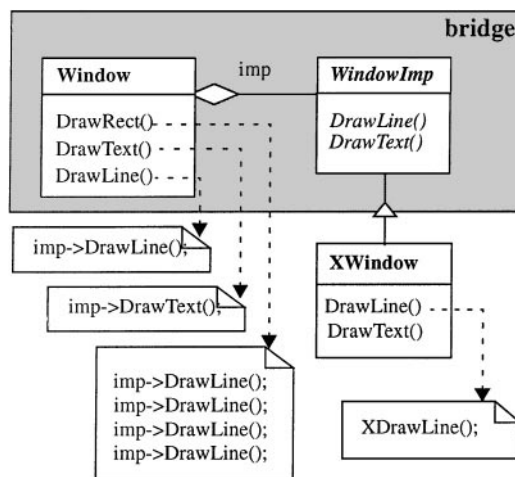 bridge
Window
imp
WindowImp
DrawRect()
DrawText()
DrawLine()
DrawLine()
DrawText()
imp->DrawLine();
XWindow
DrawLine()
DrawText()
imp->DrawText();
imp->DrawLine();
imp->DrawLine();
imp->DrawLine();
imp->DrawLine();
XDrawLine();